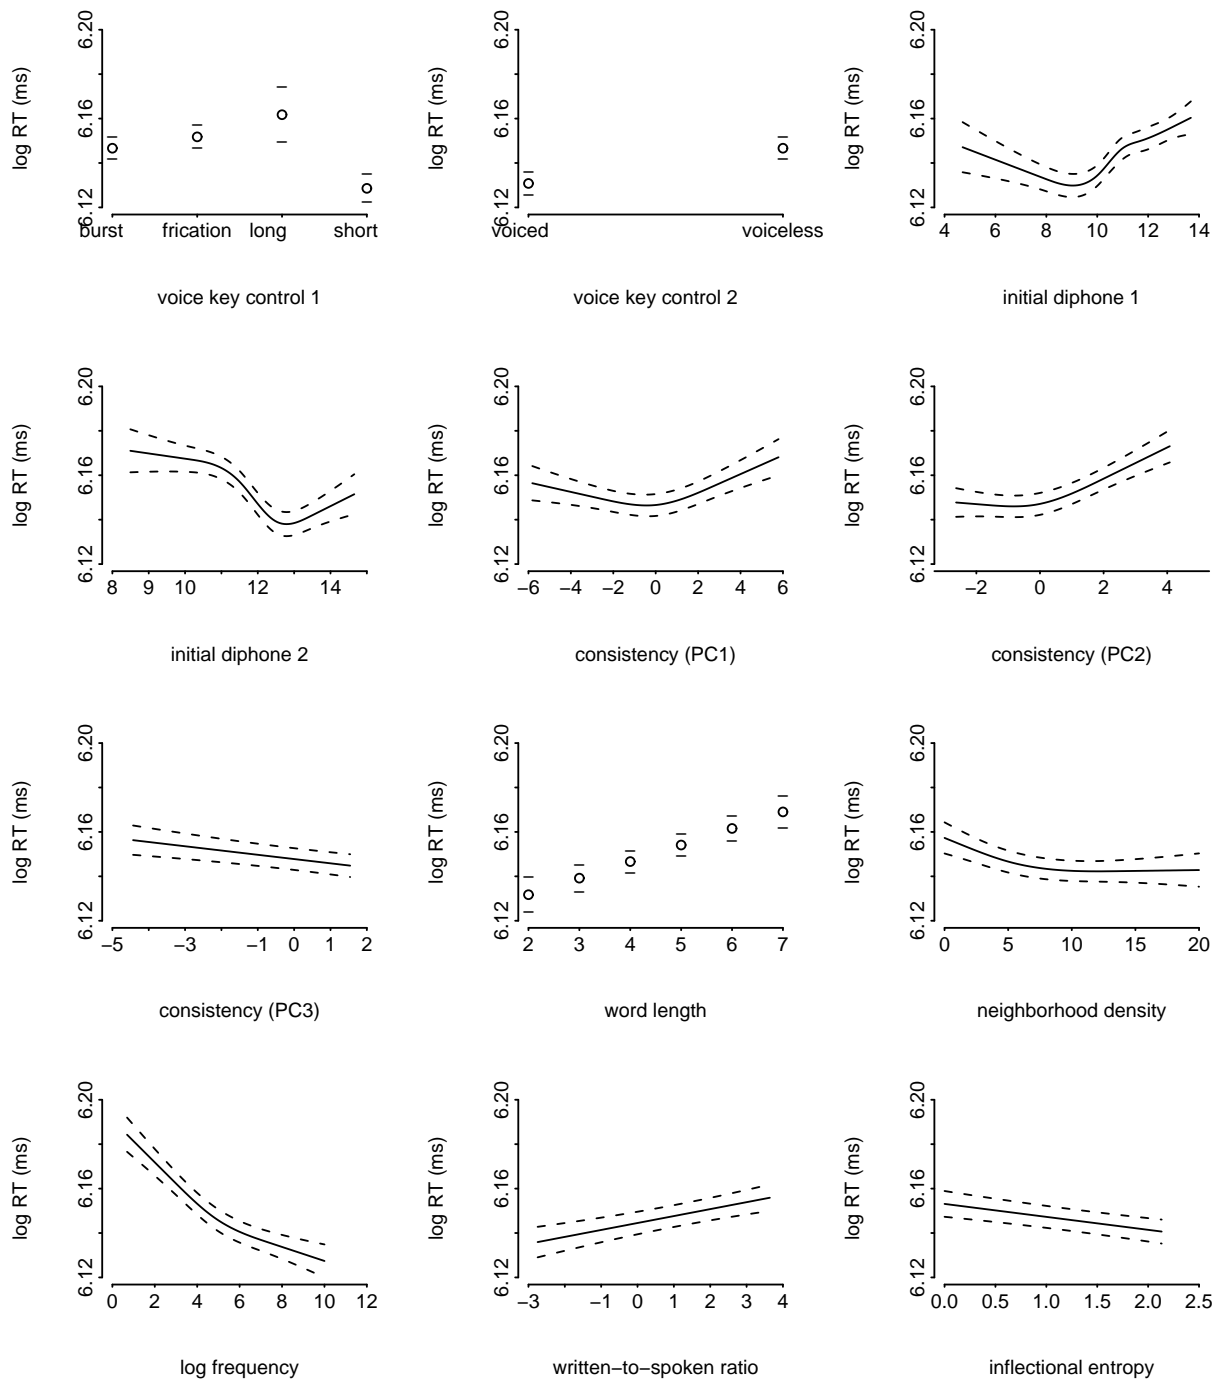 log RT (ms)
6.12 6.16 6.20
burst frication long short
voice key control 1
log RT (ms)
6.12 6.16 6.20
voiced voiceless
voice key control 2
log RT (ms)
6.12 6.16 6.20
4 6 8 10 12 14
initial diphone 1
log RT (ms)
6.12 6.16 6.20
8 9 10 12 14
initial diphone 2
log RT (ms)
6.12 6.16 6.20
−6 −4 −2 0 2 4 6
consistency (PC1)
log RT (ms)
6.12 6.16 6.20
−2 0 2 4
consistency (PC2)
log RT (ms)
6.12 6.16 6.20
−5 −3 −1 0 1 2
consistency (PC3)
log RT (ms)
6.12 6.16 6.20
2 3 4 5 6 7
word length
log RT (ms)
6.12 6.16 6.20
0 5 10 15 20
neighborhood density
log RT (ms)
6.12 6.16 6.20
0 2 4 6 8 10 12
log frequency
log RT (ms)
6.12 6.16 6.20
−3 −1 0 1 2 3 4
written−to−spoken ratio
log RT (ms)
6.12 6.16 6.20
0.0 0.5 1.0 1.5 2.0 2.5
inflectional entropy